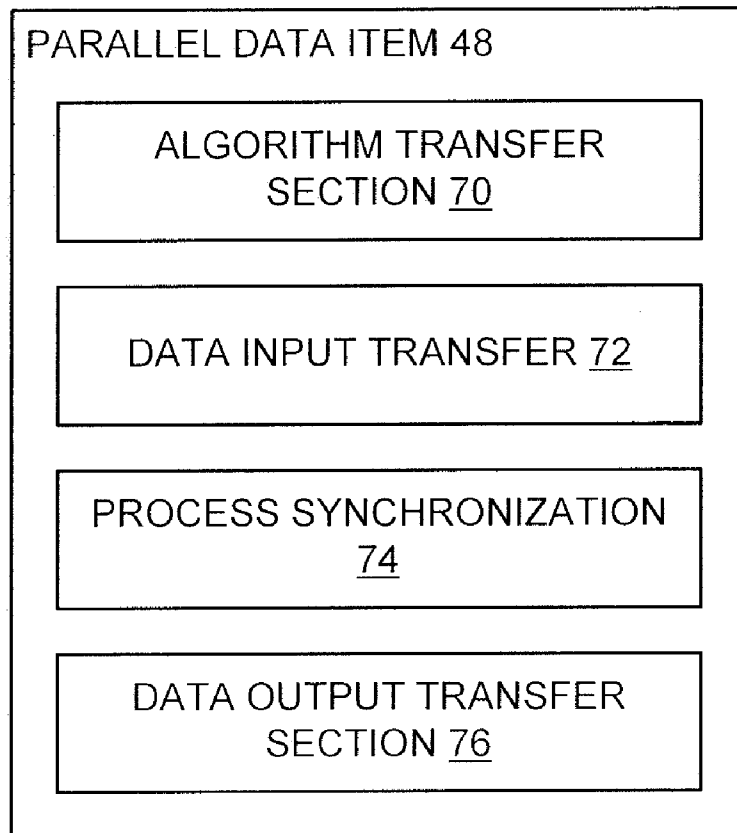 PARALLEL DATA ITEM 48
ALGORITHM TRANSFER
SECTION 70
DATA INPUT TRANSFER 72
PROCESS SYNCHRONIZATION
74
DATA OUTPUT TRANSFER
SECTION 76